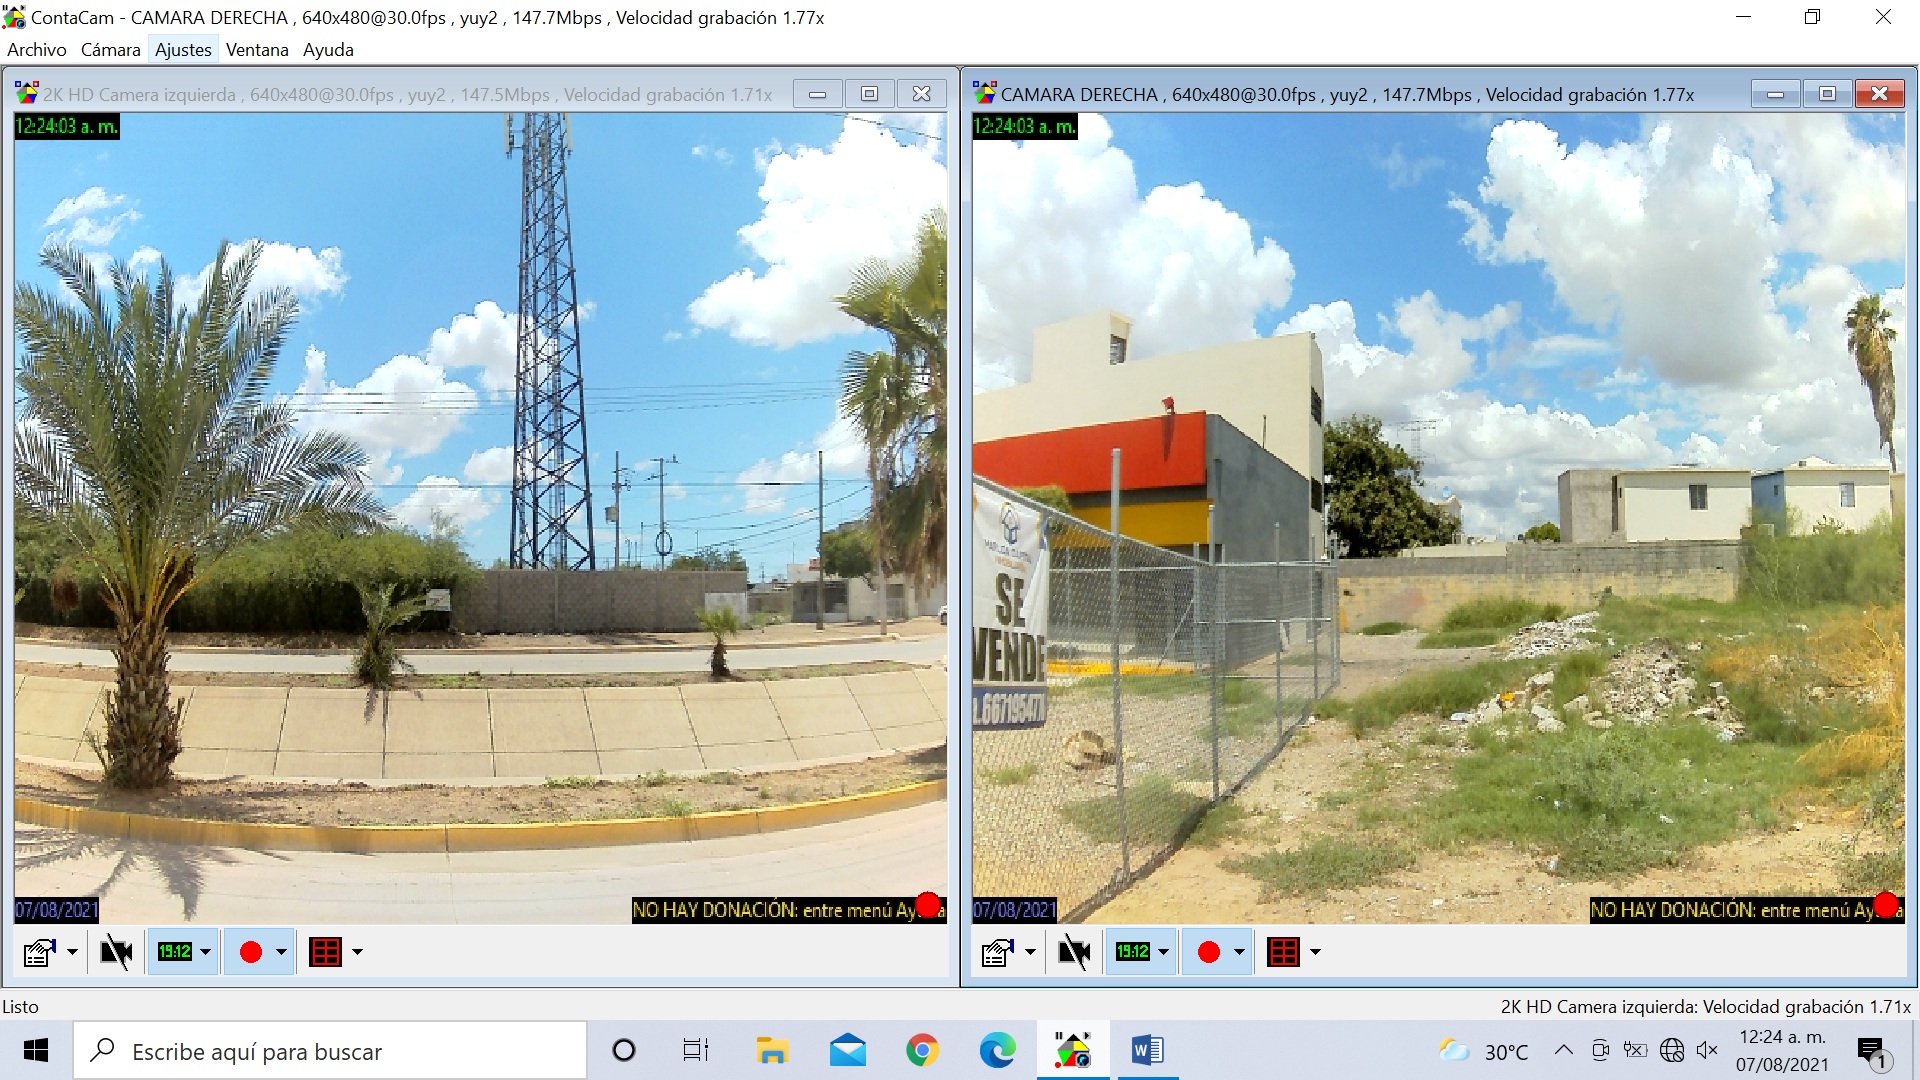 ContaCam - CAMARA DERECHA , 640x480@30.0fps , yuy2 , 147.7Mbps , Velocidad grabación 1.77x
Archivo Cámara Ajustes Ventana Ayuda
2K HD Camera izquierda , 640x480@30.0fps , yuy2 , 147.5Mbps , Velocidad grabación 1.71x
12:24:03 a. m.
07/08/2021
NO HAY DONACIÓN: entre menú Ay
19:12
CAMARA DERECHA , 640x480@30.0fps , yuy2 , 147.7Mbps , Velocidad grabación 1.77x
12:24:03 a. m.
SE
VENDE
07/08/2021
NO HAY DONACIÓN: entre menú Ay
19:12
Listo
2K HD Camera izquierda: Velocidad grabación 1.71x
Escribe aquí para buscar
30°C
12:24 a. m.
07/08/2021
1